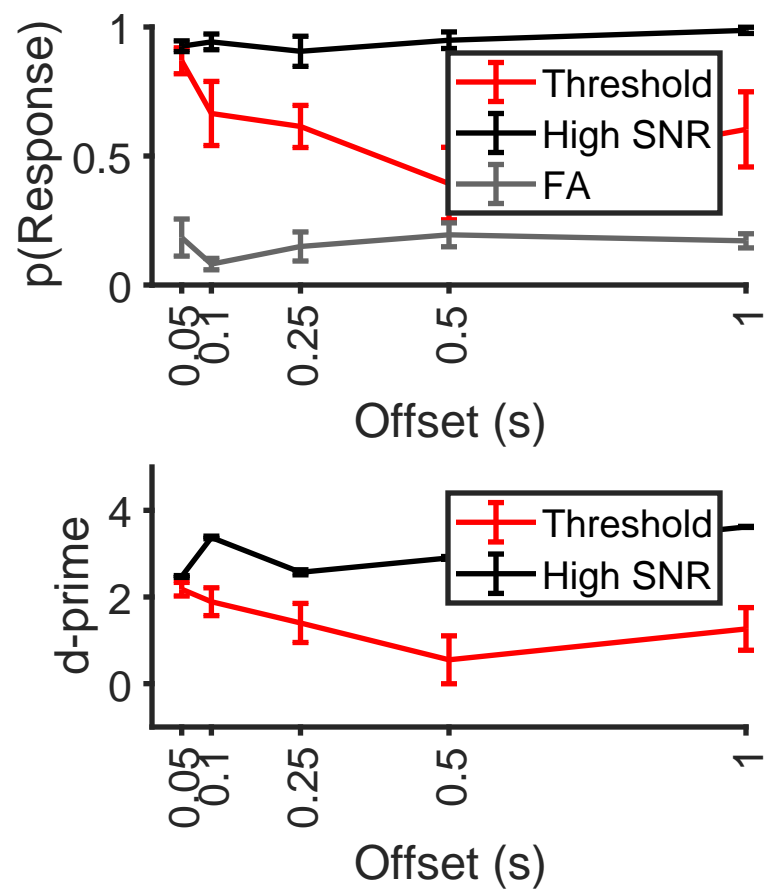 p(Response)
1
0.5
0
Threshold
High SNR
FA
0.05
0.1
0.25
0.5
1
Offset (s)
d-prime
4
2
0
Threshold
High SNR
0.05
0.1
0.25
0.5
1
Offset (s)